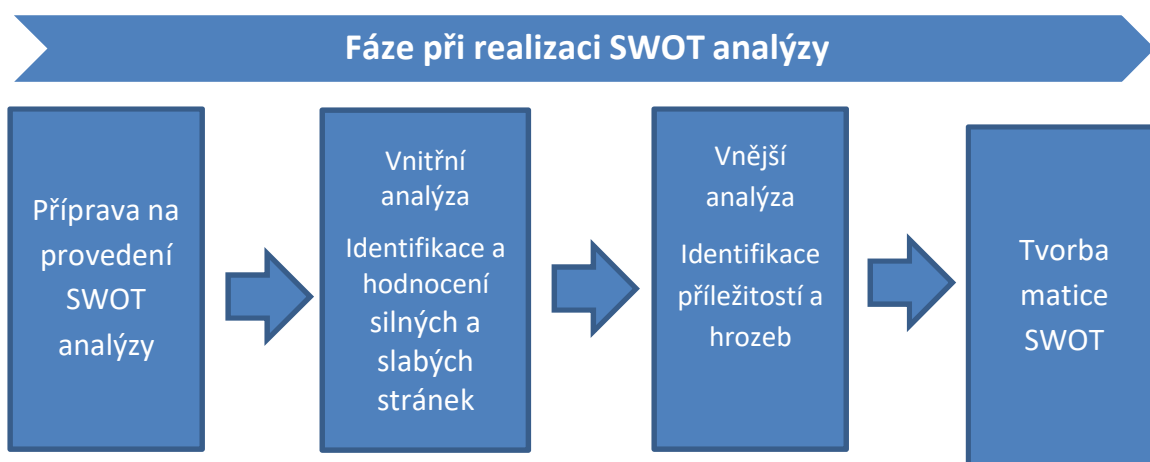 Fáze při realizaci SWOT analýzy
Příprava na
provedení
SWOT
analýzy
Vnitřní
analýza
Identifikace a
hodnocení
silných a
slabých
stránek
Vnější
analýza
Identifikace
příležitostí a
hrozeb
Tvorba
matice
SWOT